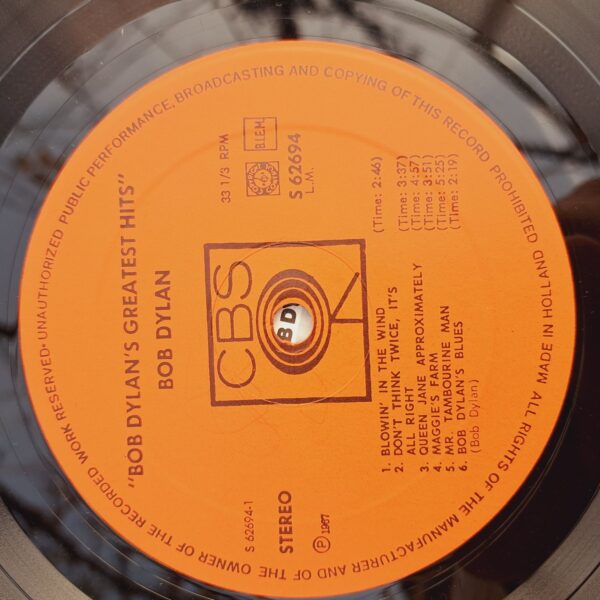 "BOB DYLAN'S GREATEST HITS"
BOB DYLAN
CBS
S 62694-1
STEREO
Ⓟ 1967
33 1/3 RPM
B.I.E.M.
S 62694
L.M.
BD
1. BLOWIN' IN THE WIND (Time: 2:46)
2. DON'T THINK TWICE, IT'S
ALL RIGHT (Time: 3:37)
3. QUEEN JANE APPROXIMATELY (Time: 4:57)
4. MAGGIE'S FARM (Time: 3:51)
5. MR. TAMBOURINE MAN (Time: 5:25)
6. BOB DYLAN'S BLUES (Time: 2:19)
(Bob Dylan)
ALL RIGHTS OF THE MANUFACTURER AND OF THE OWNER OF THE RECORDED WORK RESERVED • UNAUTHORIZED PUBLIC PERFORMANCE, BROADCASTING AND COPYING OF THIS RECORD PROHIBITED
MADE IN HOLLAND